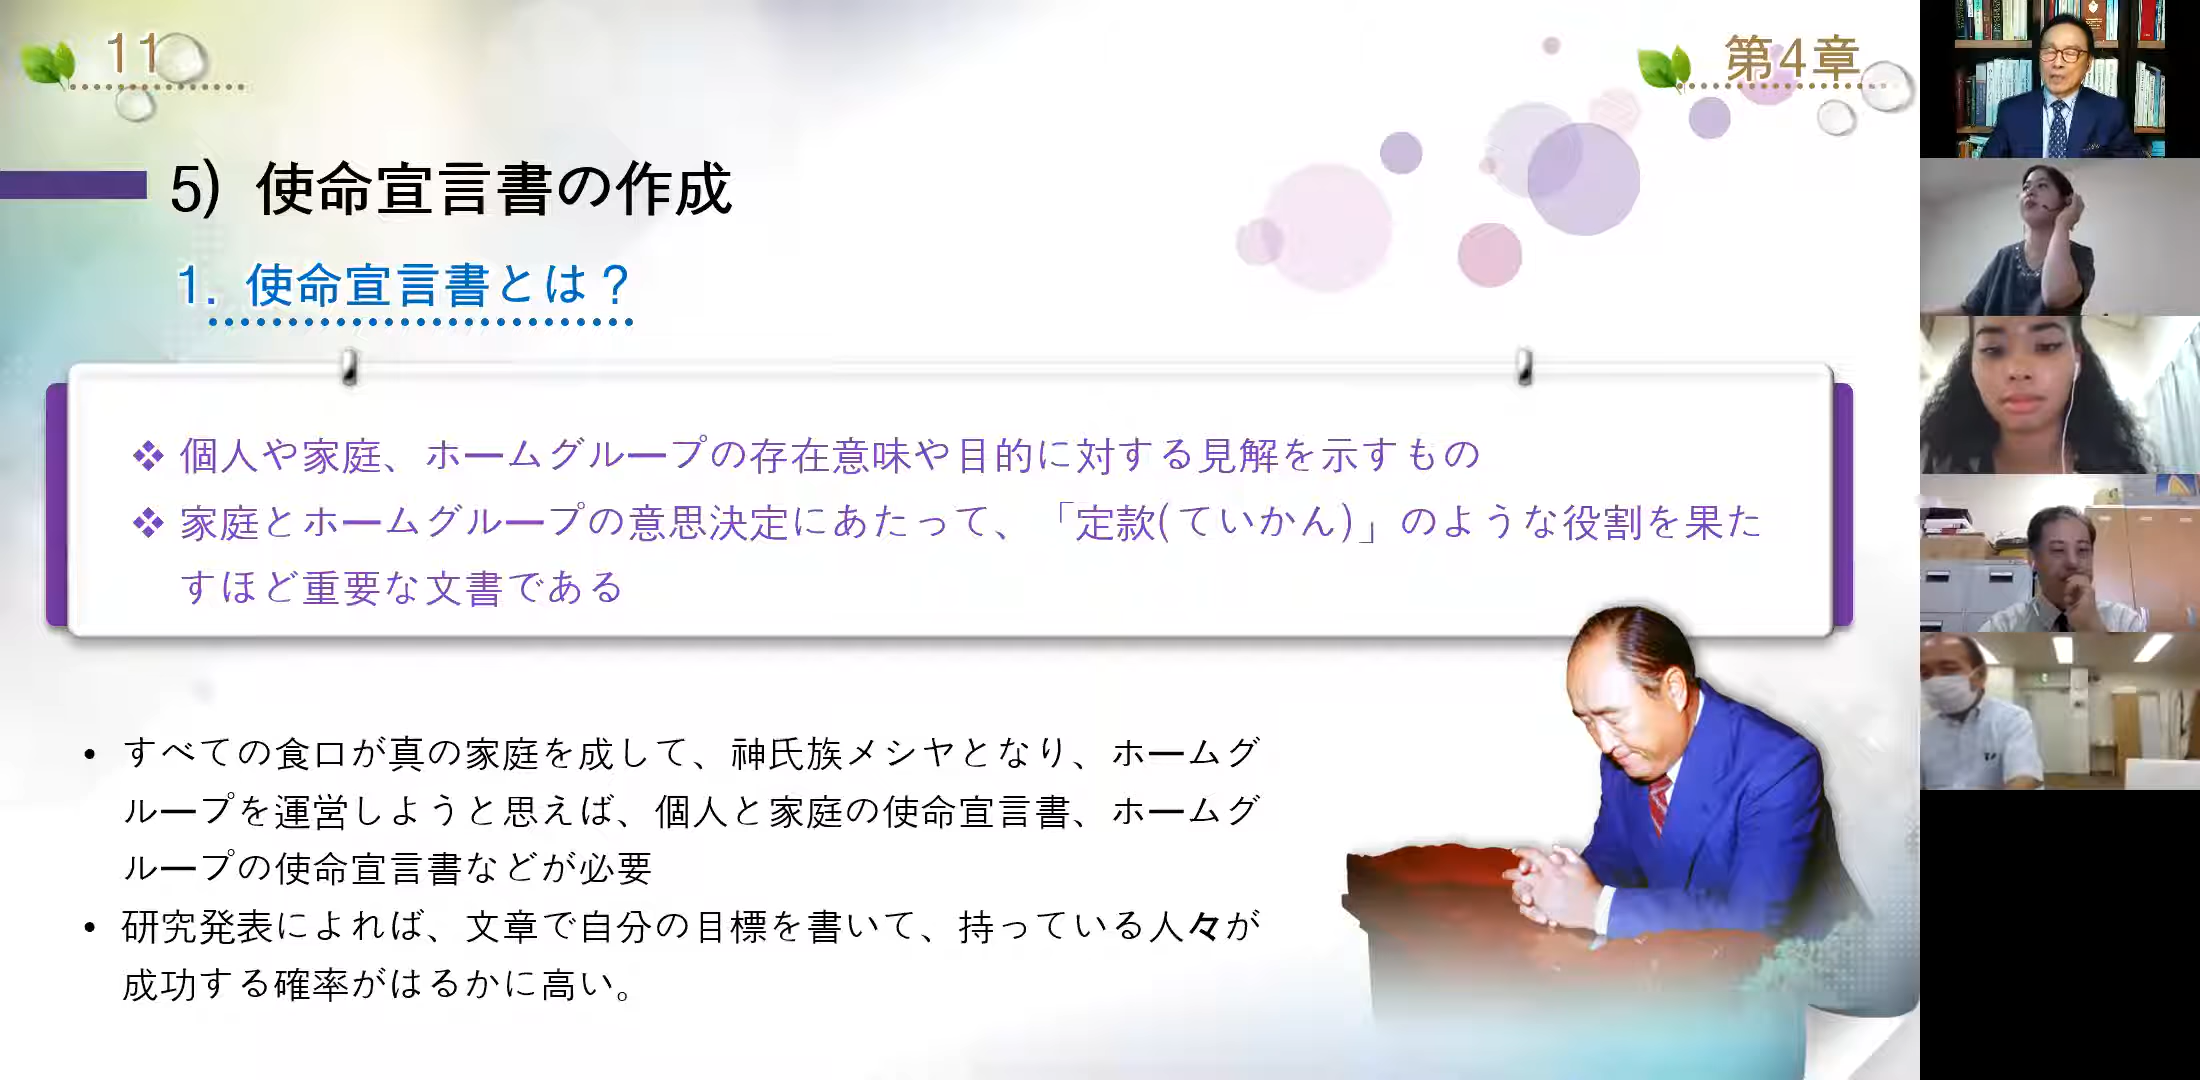 11
第4章
5) 使命宣言書の作成
1. 使命宣言書とは？
❖ 個人や家庭、ホームグループの存在意味や目的に対する見解を示すもの
❖ 家庭とホームグループの意思決定にあたって、「定款(ていかん)」のような役割を果た
すほど重要な文書である
• すべての食口が真の家庭を成して、神氏族メシヤとなり、ホームグ
ループを運営しようと思えば、個人と家庭の使命宣言書、ホームグ
ループの使命宣言書などが必要
• 研究発表によれば、文章で自分の目標を書いて、持っている人々が
成功する確率がはるかに高い。